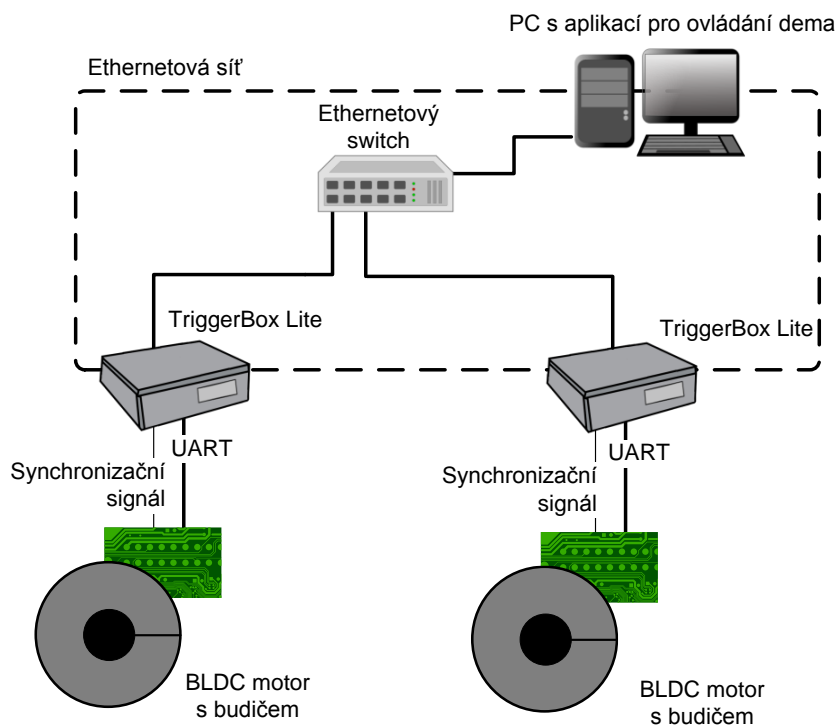 PC s aplikací pro ovládání dema
Ethernetová síť
Ethernetový
switch
TriggerBox Lite
TriggerBox Lite
UART
Synchronizační
signál
UART
Synchronizační
signál
BLDC motor
s budičem
BLDC motor
s budičem